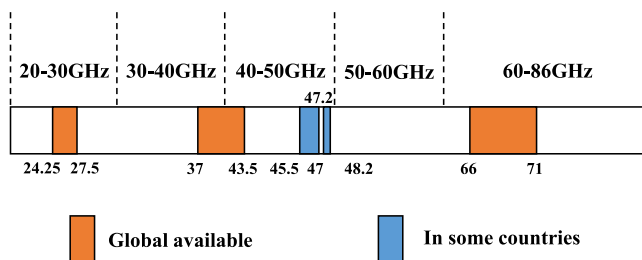 20-30GHz 30-40GHz 40-50GHz 50-60GHz 60-86GHz
47.2
24.25 27.5 37 43.5 45.5 47 48.2 66 71
Global available In some countries